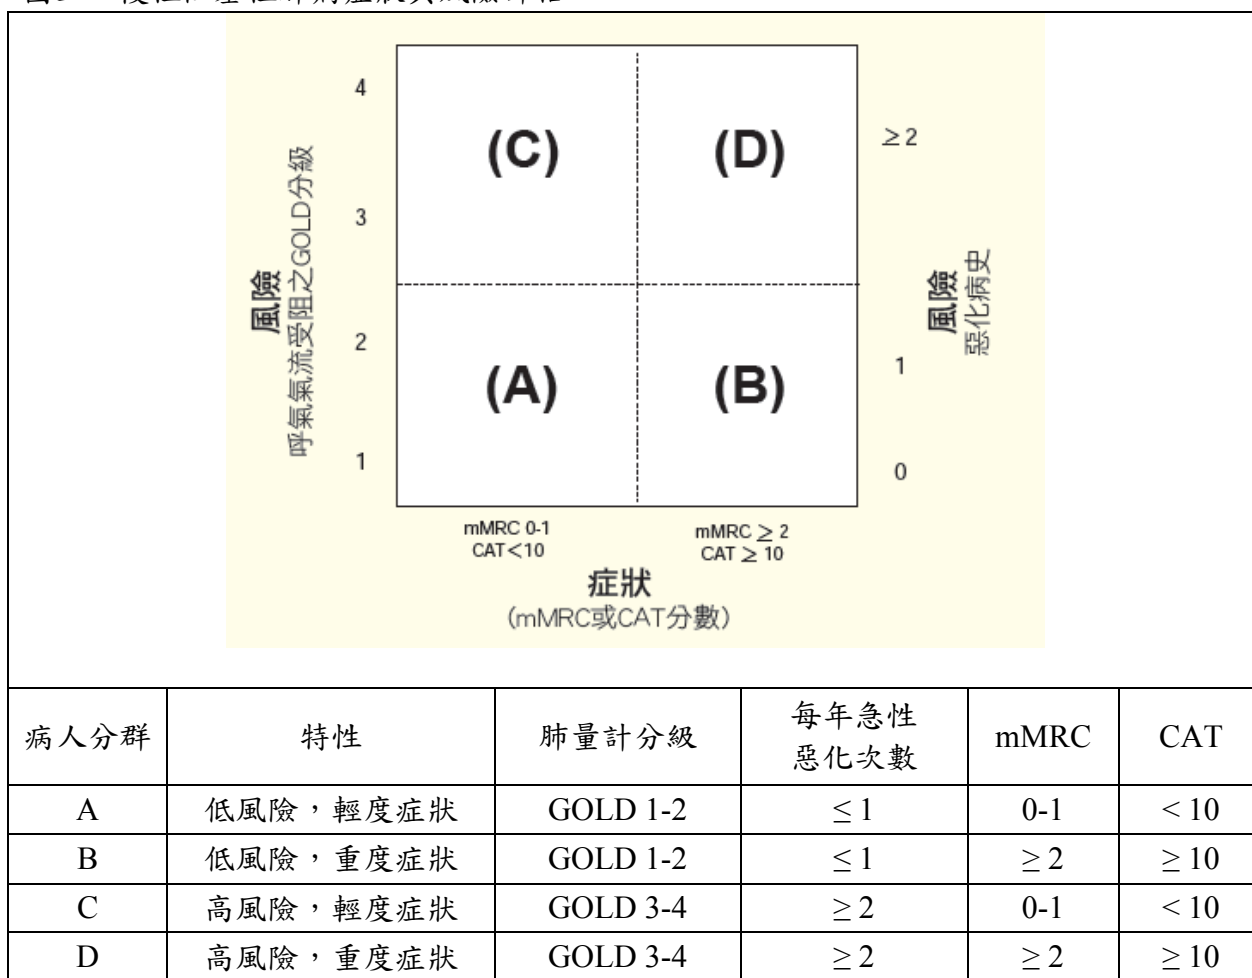 4
(C)
(D)
≥ 2
3
風險
呼氣氣流受阻之GOLD分級
風險
惡化病史
2
(A)
(B)
1
1
0
mMRC 0-1
CAT<10
mMRC ≥ 2
CAT ≥ 10
症狀
(mMRC或CAT分數)
病人分群 特性 肺量計分級 每年急性惡化次數 mMRC CAT
A 低風險，輕度症狀 GOLD 1-2 ≤ 1 0-1 < 10
B 低風險，重度症狀 GOLD 1-2 ≤ 1 ≥ 2 ≥ 10
C 高風險，輕度症狀 GOLD 3-4 ≥ 2 0-1 < 10
D 高風險，重度症狀 GOLD 3-4 ≥ 2 ≥ 2 ≥ 10